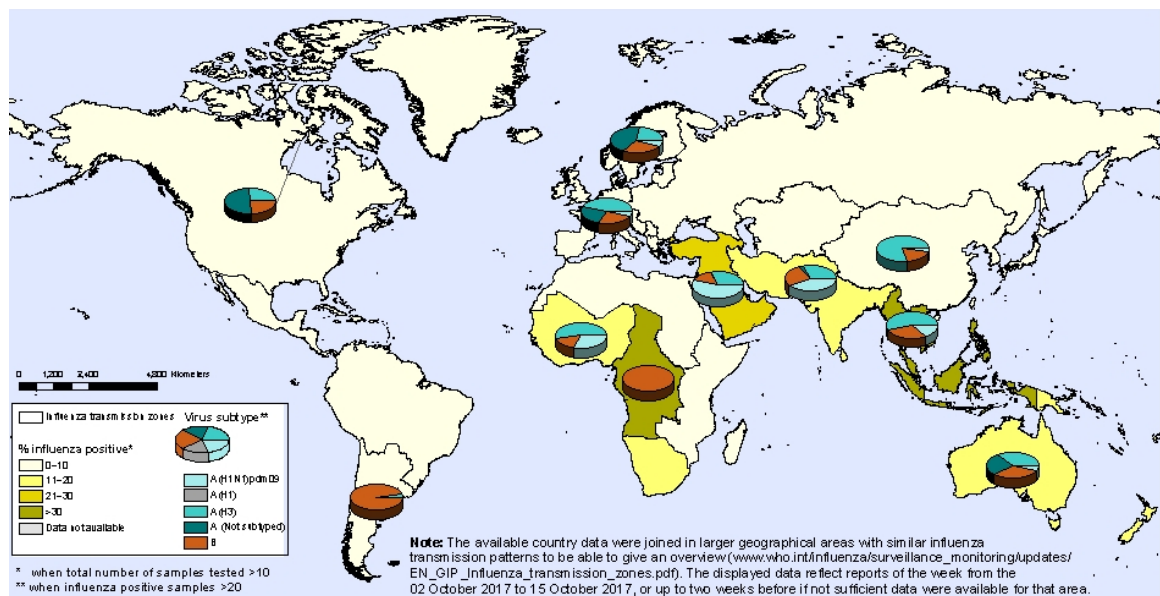 0 1,200 2,400 4,800 Kilometers
Influenza transmission zones
Virus subtype**
% influenza positive*
0-10
11-20
21-30
>30
Data not available
A(H1N1)pdm09
A(H1)
A(H3)
A (Not subtyped)
B
* when total number of samples tested >10
** when influenza positive samples >20
Note: The available country data were joined in larger geographical areas with similar influenza
transmission patterns to be able to give an overview (www.who.int/influenza/surveillance_monitoring/updates/
EN_GIP_Influenza_transmission_zones.pdf). The displayed data reflect reports of the week from the
02 October 2017 to 15 October 2017, or up to two weeks before if not sufficient data were available for that area.